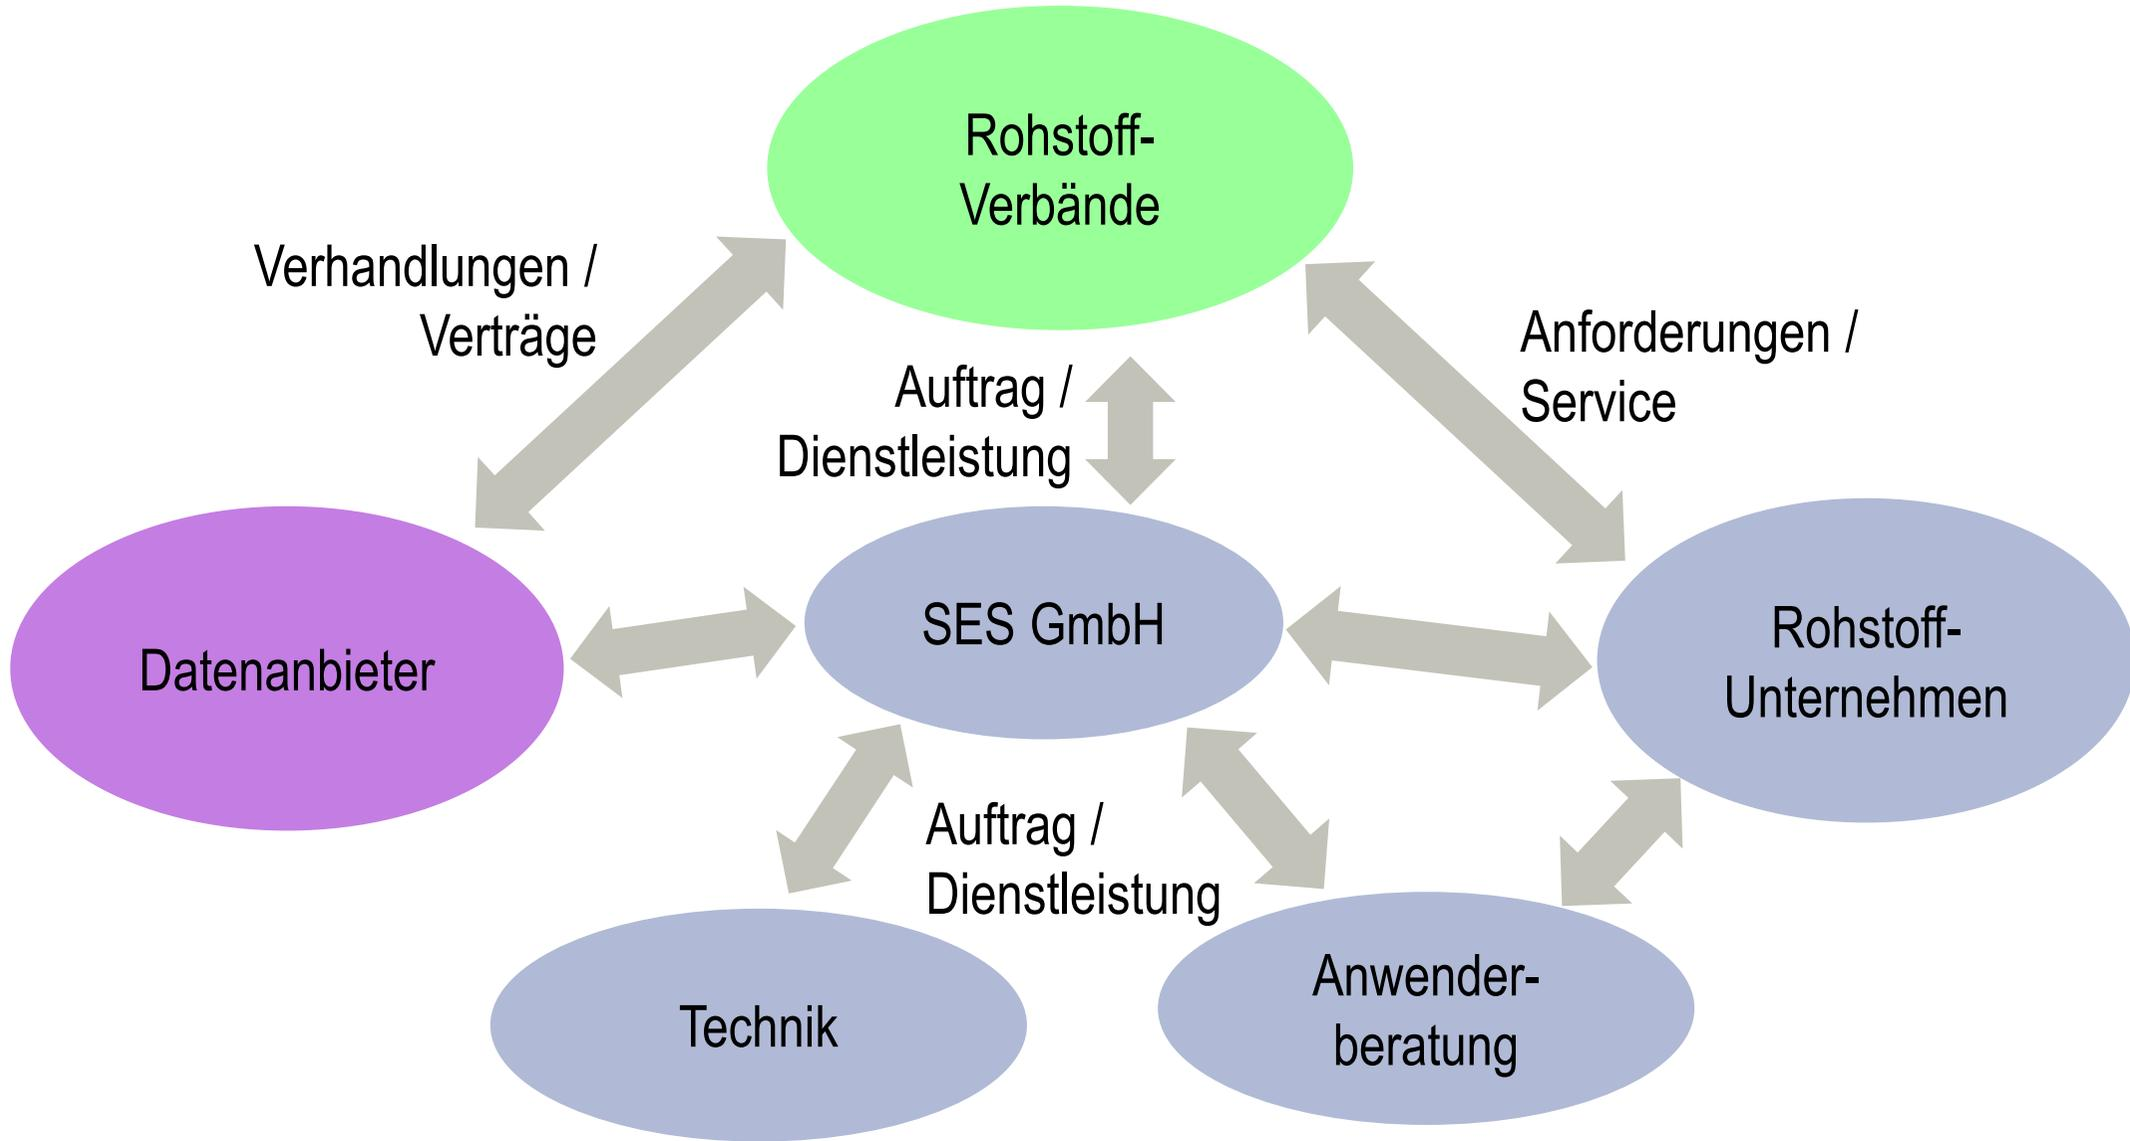 Rohstoff-
Verbände
Verhandlungen /
Verträge
Anforderungen /
Service
Auftrag /
Dienstleistung
Datenanbieter
SES GmbH
Rohstoff-
Unternehmen
Auftrag /
Dienstleistung
Technik
Anwender-
beratung